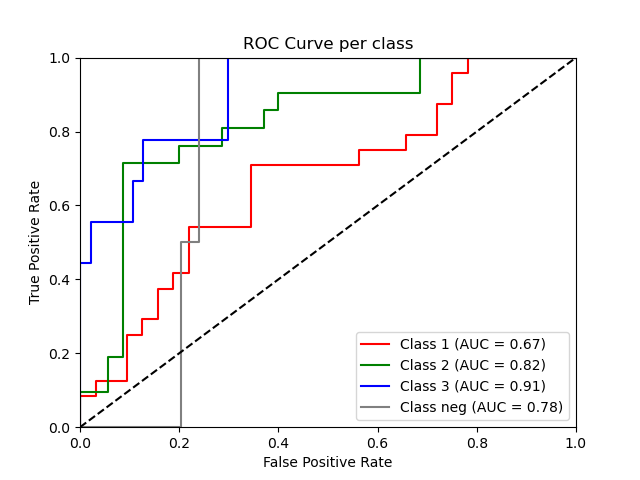 ROC Curve per class
1.0
0.8
0.6
0.4
0.2
0.0
True Positive Rate
Class 1 (AUC = 0.67)
Class 2 (AUC = 0.82)
Class 3 (AUC = 0.91)
Class neg (AUC = 0.78)
0.0 0.2 0.4 0.6 0.8 1.0
False Positive Rate